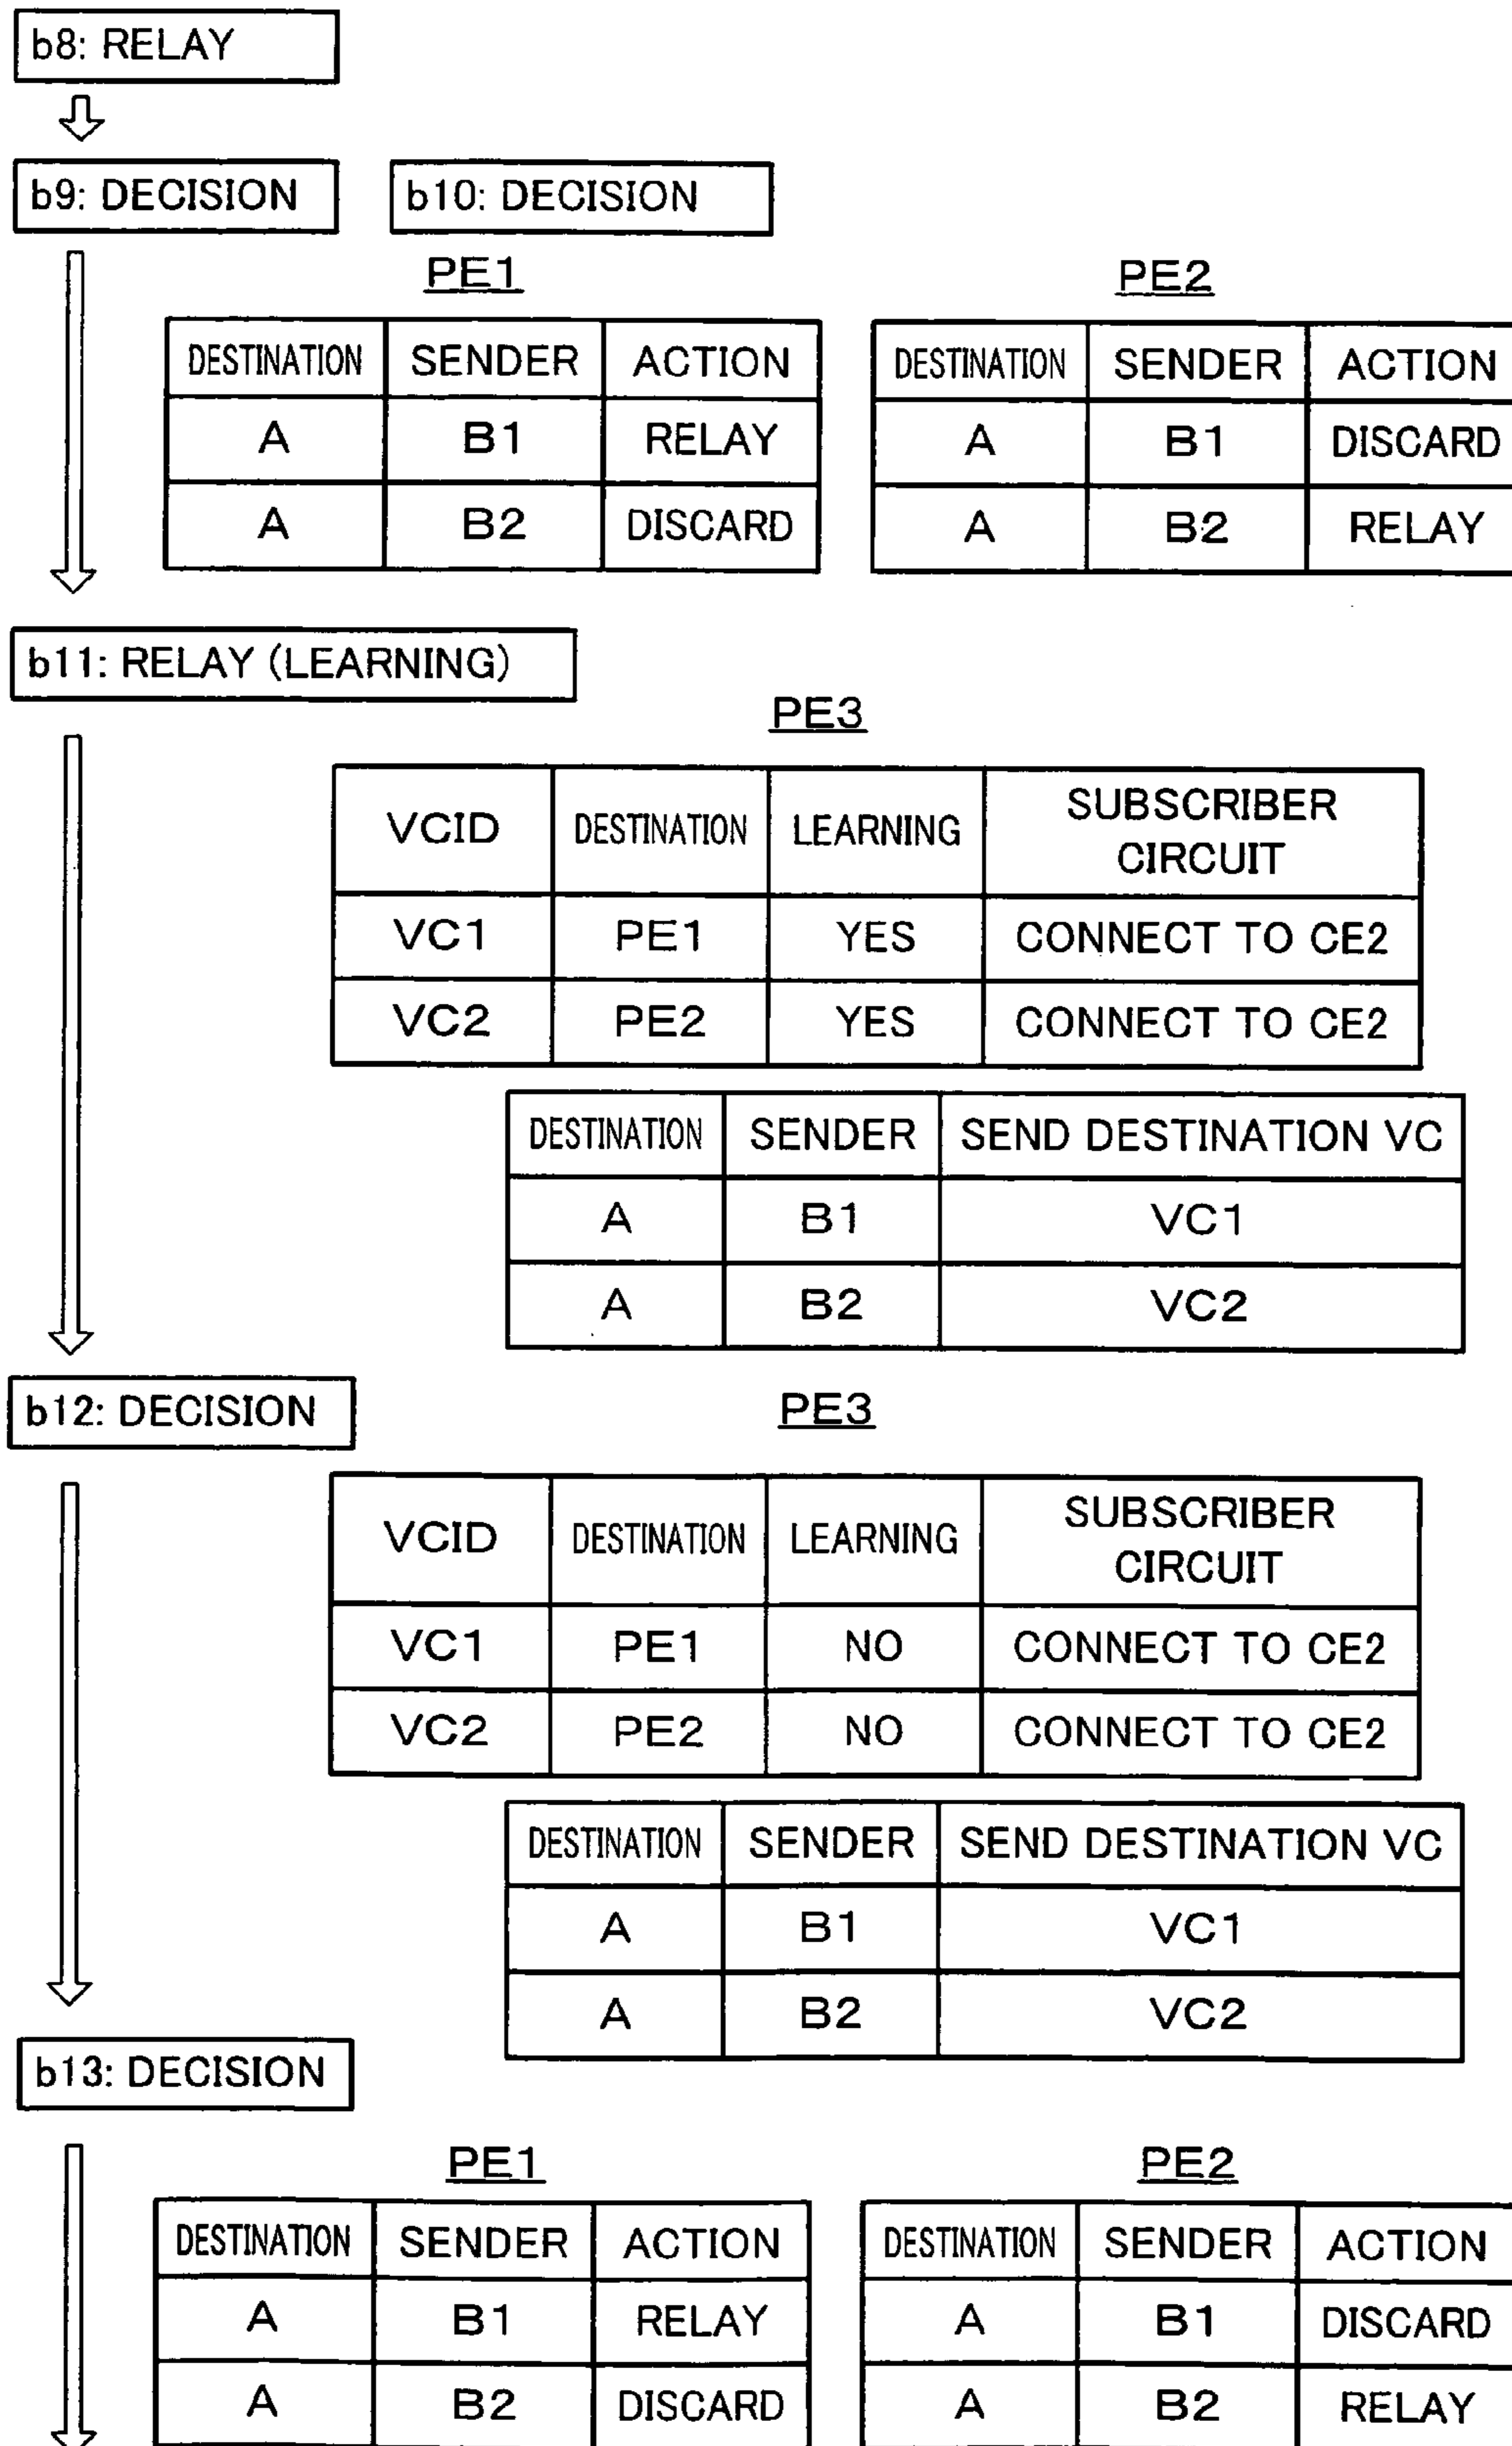 b8: RELAY
b9: DECISION
b10: DECISION
PE1
DESTINATION SENDER ACTION
A B1 RELAY
A B2 DISCARD
PE2
DESTINATION SENDER ACTION
A B1 DISCARD
A B2 RELAY
b11: RELAY (LEARNING)
PE3
VCID DESTINATION LEARNING SUBSCRIBER CIRCUIT
VC1 PE1 YES CONNECT TO CE2
VC2 PE2 YES CONNECT TO CE2
DESTINATION SENDER SEND DESTINATION VC
A B1 VC1
A B2 VC2
b12: DECISION
PE3
VCID DESTINATION LEARNING SUBSCRIBER CIRCUIT
VC1 PE1 NO CONNECT TO CE2
VC2 PE2 NO CONNECT TO CE2
DESTINATION SENDER SEND DESTINATION VC
A B1 VC1
A B2 VC2
b13: DECISION
PE1
DESTINATION SENDER ACTION
A B1 RELAY
A B2 DISCARD
PE2
DESTINATION SENDER ACTION
A B1 DISCARD
A B2 RELAY